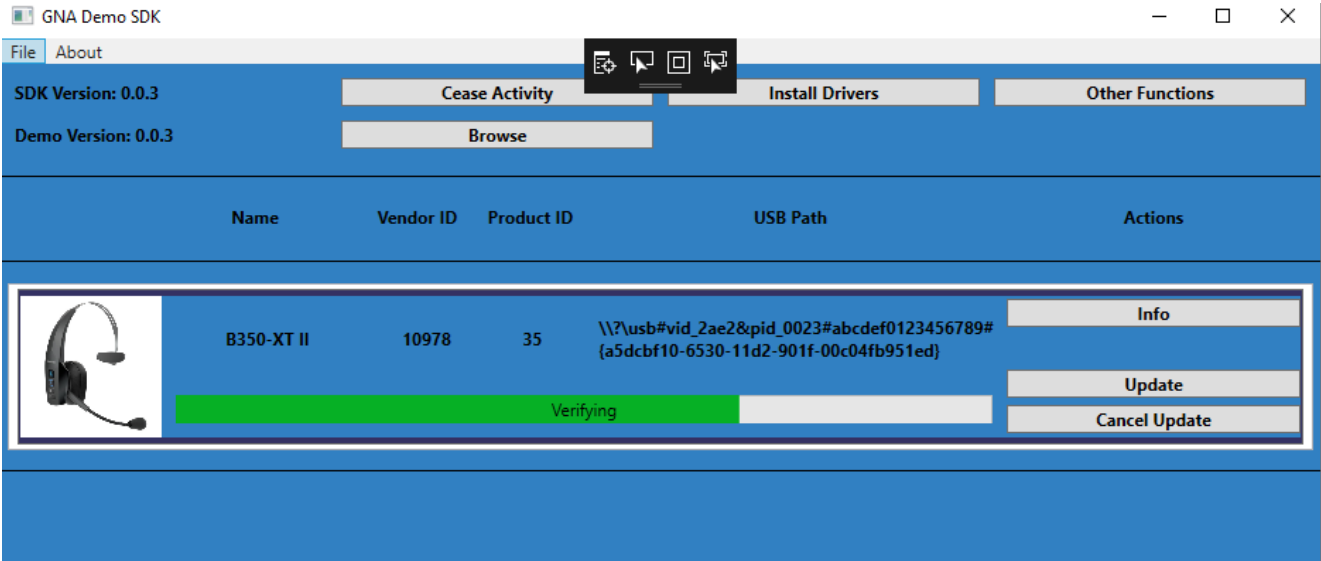 GNA Demo SDK
File About
SDK Version: 0.0.3
Cease Activity
Install Drivers
Other Functions
Demo Version: 0.0.3
Browse
Name
Vendor ID
Product ID
USB Path
Actions
B350-XT II
10978
35
\\?\usb#vid_2ae2&pid_0023#abcdef0123456789#
{a5dcbf10-6530-11d2-901f-00c04fb951ed}
Info
Update
Verifying
Cancel Update